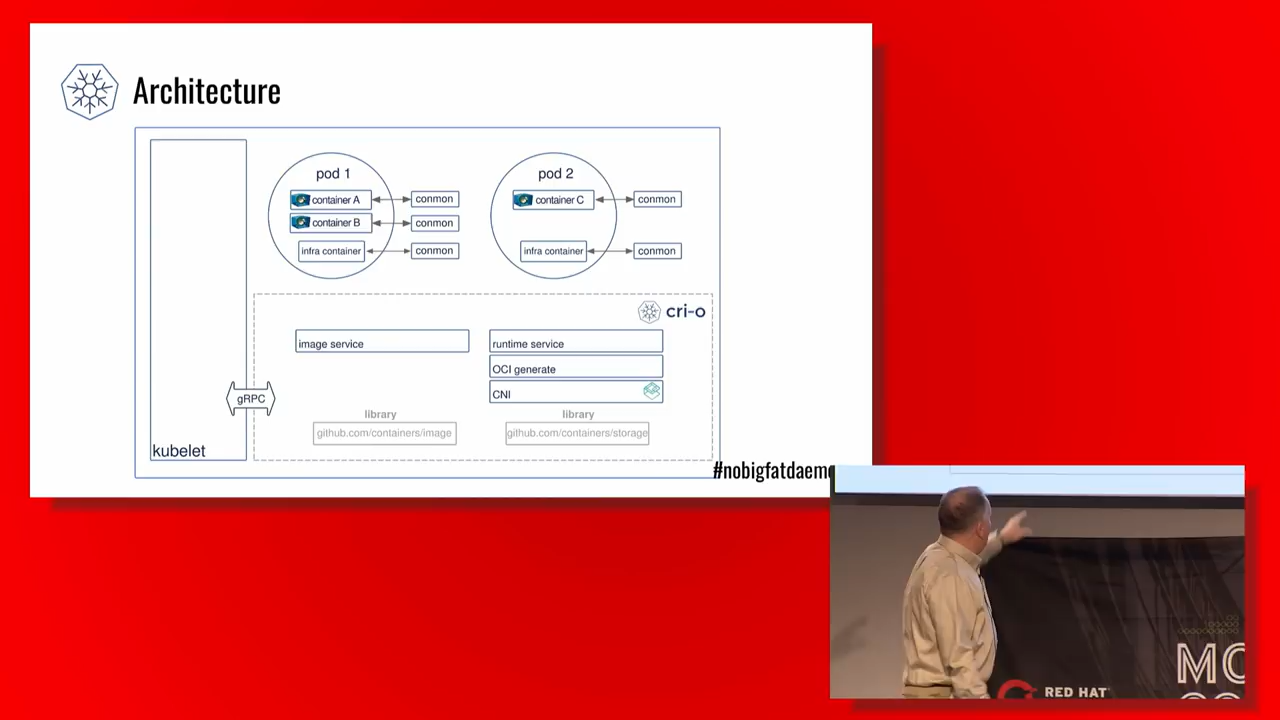 Architecture
pod 1
container A
conmon
container B
conmon
infra container
conmon
pod 2
container C
conmon
infra container
conmon
cri-o
image service
runtime service
OCI generate
CNI
gRPC
library
github.com/containers/image
library
github.com/containers/storage
kubelet
#nobigfatdaem
RED HAT